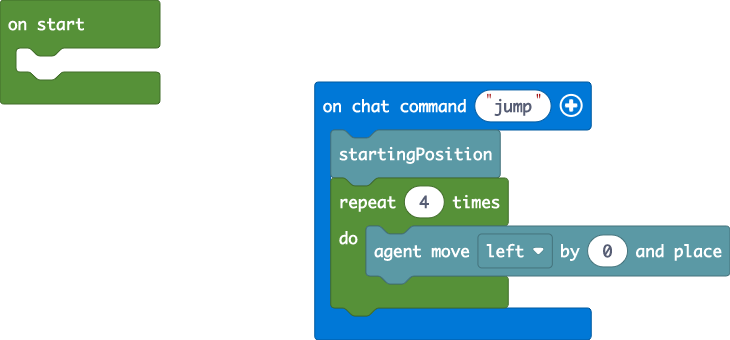 on start
on chat command "jump"
startingPosition
repeat 4 times
do
agent move left by 0 and place